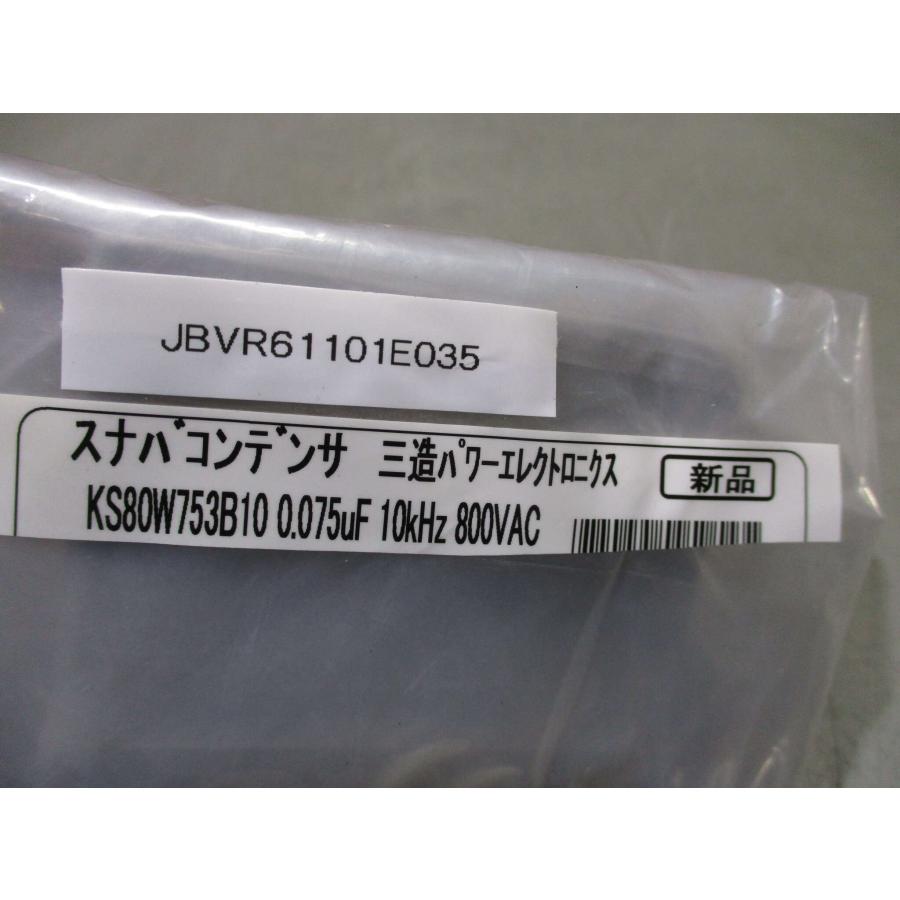 JBVR61101E035
スナバコンデンサ 三造パワーエレクトロニクス 新品
KS80W753B10 0.075uF 10kHz 800VAC